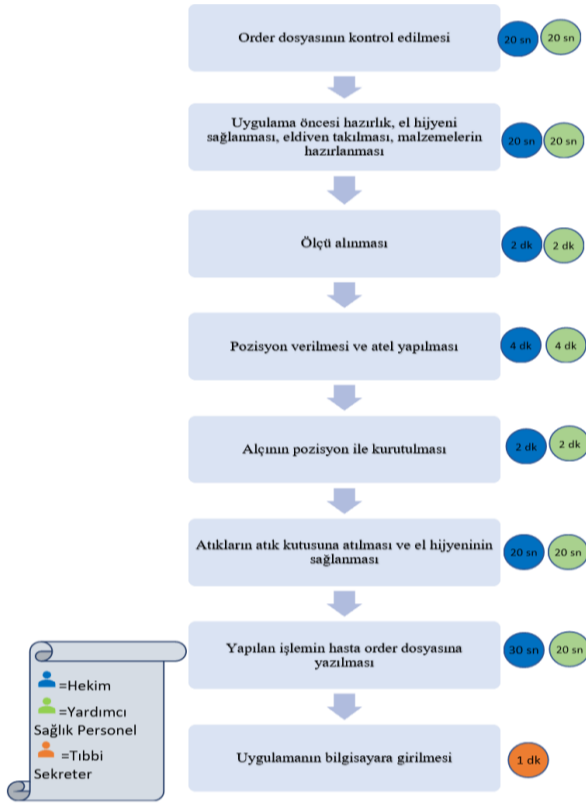 Order dosyasının kontrol edilmesi
20 sn
20 sn
Uygulama öncesi hazırlık, el hijyeni
sağlanması, eldiven takılması, malzemelerin
hazırlanması
20 sn
20 sn
Ölçü alınması
2 dk
2 dk
Pozisyon verilmesi ve atel yapılması
4 dk
4 dk
Alçının pozisyon ile kurutulması
2 dk
2 dk
Atıkların atık kutusuna atılması ve el hijyeninin
sağlanması
20 sn
20 sn
Yapılan işlemin hasta order dosyasına
yazılması
30 sn
20 sn
Uygulamanın bilgisayara girilmesi
1 dk
=Hekim
=Yardımcı
Sağlık Personel
=Tıbbi
Sekreter